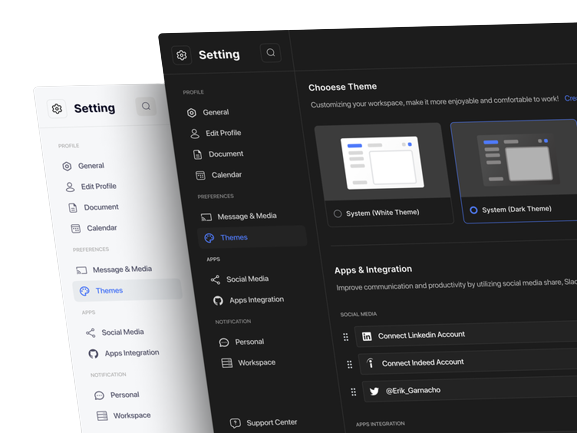 Setting
PROFILE
General
Edit Profile
Document
Calendar
PREFERENCES
Message & Media
Themes
APPS
Social Media
Apps Integration
NOTIFICATION
Personal
Workspace
Setting
PROFILE
General
Edit Profile
Document
Calendar
PREFERENCES
Message & Media
Themes
APPS
Social Media
Apps Integration
NOTIFICATION
Personal
Workspace
Support Center
Chooese Theme
Customizing your workspace, make it more enjoyable and comfortable to work! Cre
System (White Theme)
System (Dark Theme)
Apps & Integration
Improve communication and productivity by utilizing social media share, Slac
SOCIAL MEDIA
Connect Linkedin Account
Connect Indeed Account
@Erik_Gamacho
APPS INTEGRATION